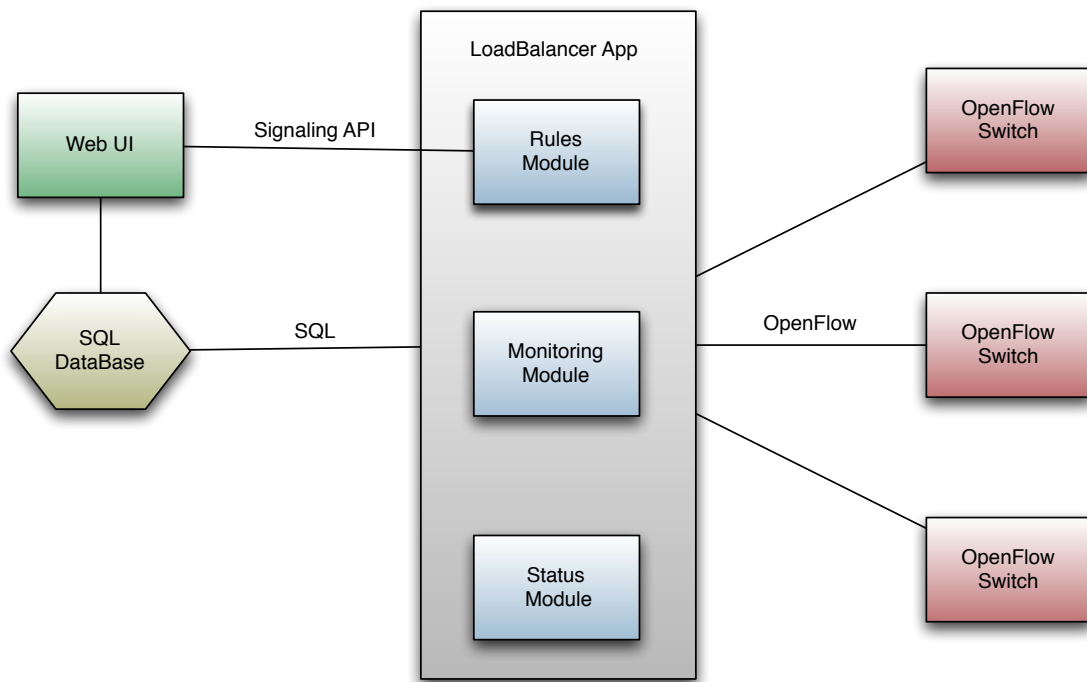 LoadBalancer App
Web UI
Signaling API
Rules
Module
OpenFlow
Switch
SQL
DataBase
SQL
Monitoring
Module
OpenFlow
OpenFlow
Switch
Status
Module
OpenFlow
Switch